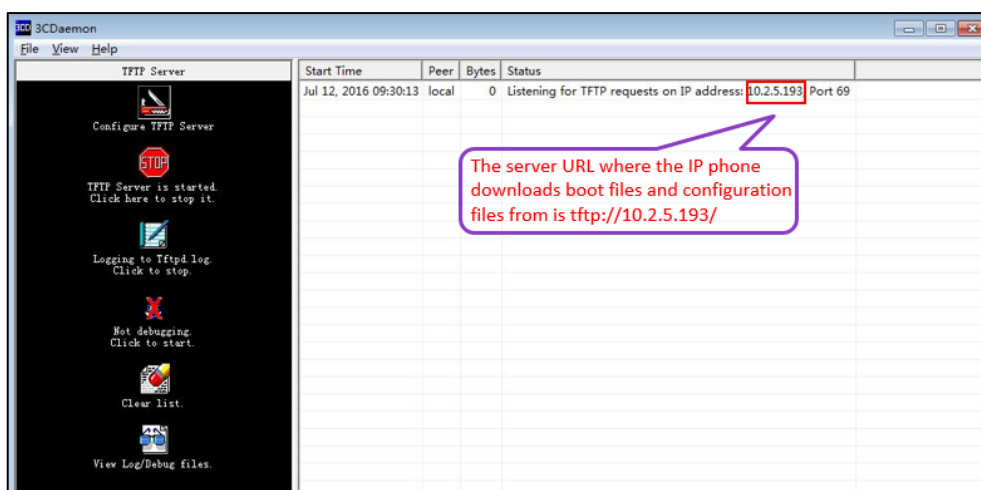 3CD 3CDaemon
File View Help
TFTP Server
Configure TFTP Server
STOP
TFTP Server is started.
Click here to stop it.
Logging to Tftpd.log.
Click to stop.
Not debugging.
Click to start.
Clear list.
View Log/Debug files.
Start Time Peer Bytes Status
Jul 12, 2016 09:30:13 local 0 Listening for TFTP requests on IP address: 10.2.5.193, Port 69
The server URL where the IP phone
downloads boot files and configuration
files from is tftp://10.2.5.193/